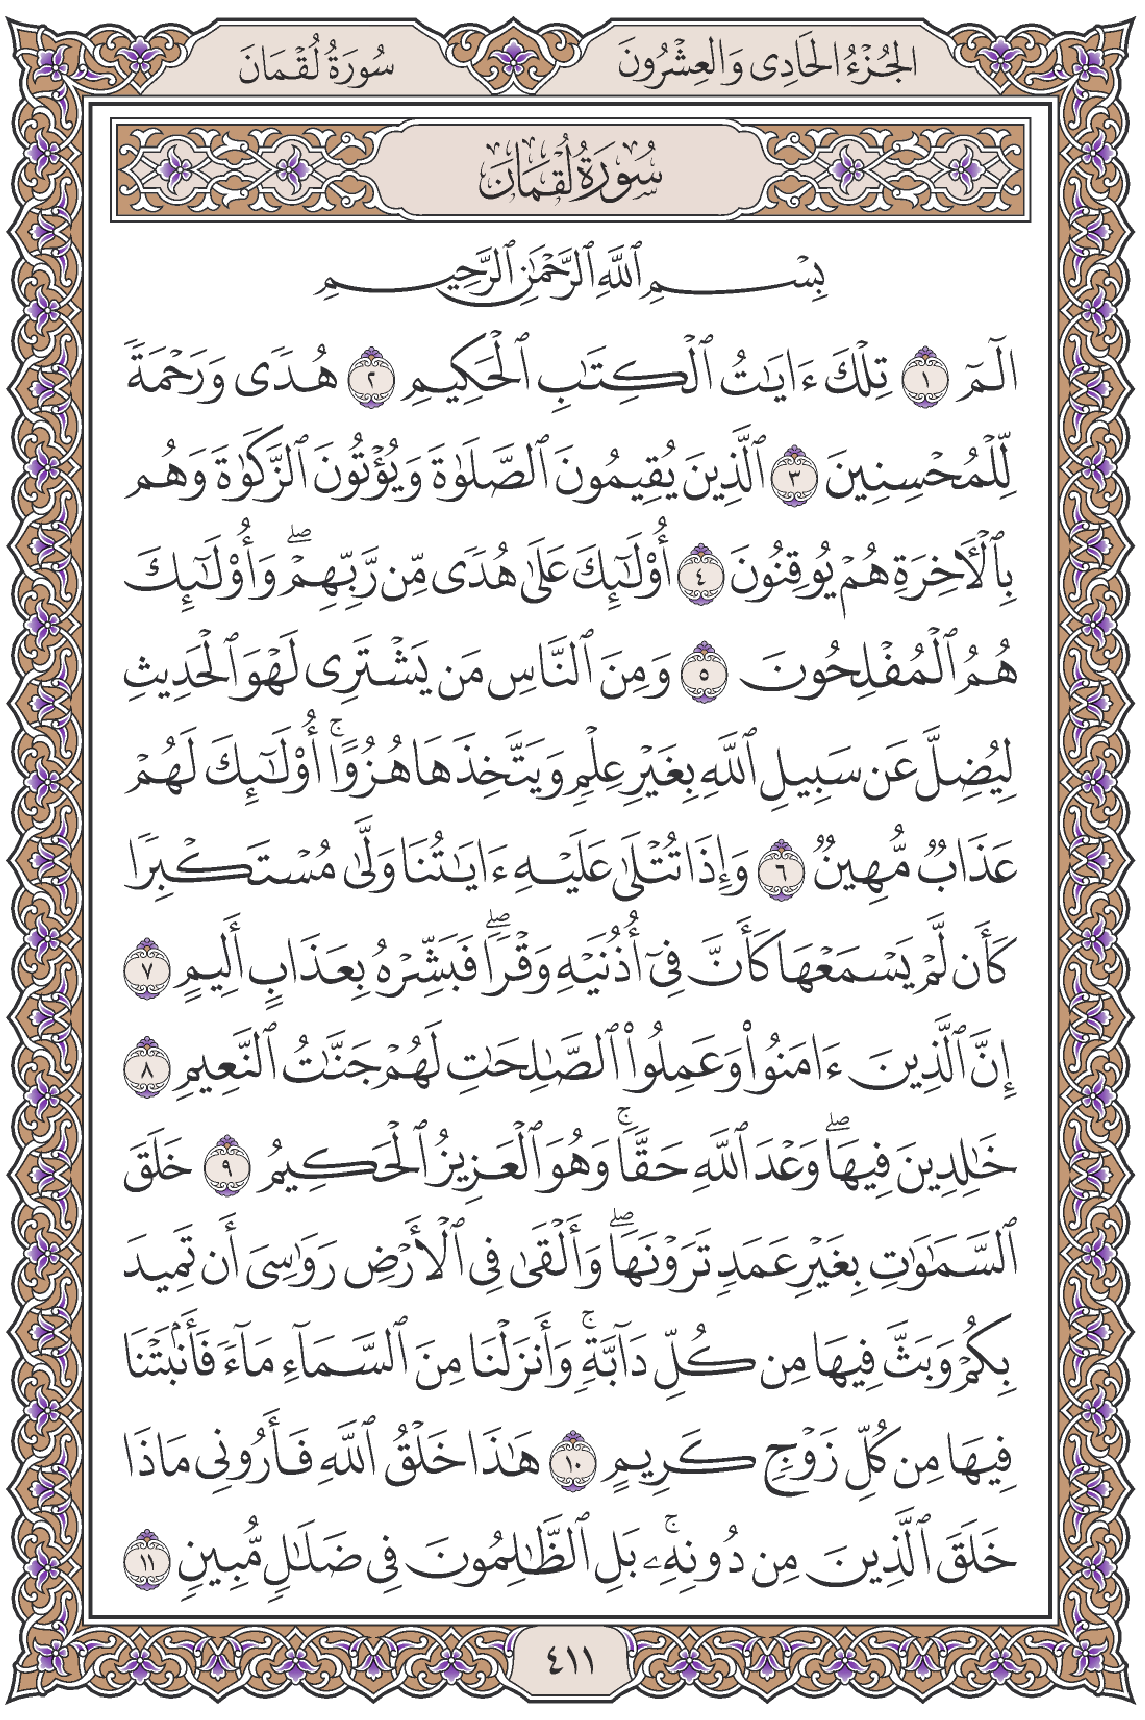 الجُزْءُ الحَادِى وَالعِشْرُونَ
سُورَةُ لُقْمَانَ
سُورَةُ لُقْمَانَ
بِسْمِ ٱللَّهِ ٱلرَّحْمَٰنِ ٱلرَّحِيمِ
الٓمٓ ١ تِلْكَ ءَايَٰتُ ٱلْكِتَٰبِ ٱلْحَكِيمِ ٢ هُدًى وَرَحْمَةً
لِّلْمُحْسِنِينَ ٣ ٱلَّذِينَ يُقِيمُونَ ٱلصَّلَوٰةَ وَيُؤْتُونَ ٱلزَّكَوٰةَ وَهُم
بِٱلْأَخِرَةِ هُمْ يُوقِنُونَ ٤ أُو۟لَٰٓئِكَ عَلَىٰ هُدًى مِّن رَّبِّهِمْۖ وَأُو۟لَٰٓئِكَ
هُمُ ٱلْمُفْلِحُونَ ٥ وَمِنَ ٱلنَّاسِ مَن يَشْتَرِى لَهْوَ ٱلْحَدِيثِ
لِيُضِلَّ عَن سَبِيلِ ٱللَّهِ بِغَيْرِ عِلْمٍ وَيَتَّخِذَهَا هُزُوًاۚ أُو۟لَٰٓئِكَ لَهُمْ
عَذَابٌ مُّهِينٌ ٦ وَإِذَا تُتْلَىٰ عَلَيْهِ ءَايَٰتُنَا وَلَّىٰ مُسْتَكْبِرًا
كَأَن لَّمْ يَسْمَعْهَا كَأَنَّ فِىٓ أُذُنَيْهِ وَقْرًاۖ فَبَشِّرْهُ بِعَذَابٍ أَلِيمٍ ٧
إِنَّ ٱلَّذِينَ ءَامَنُوا۟ وَعَمِلُوا۟ ٱلصَّٰلِحَٰتِ لَهُمْ جَنَّٰتُ ٱلنَّعِيمِ ٨
خَٰلِدِينَ فِيهَاۖ وَعْدَ ٱللَّهِ حَقًّاۚ وَهُوَ ٱلْعَزِيزُ ٱلْحَكِيمُ ٩ خَلَقَ
ٱلسَّمَٰوَٰتِ بِغَيْرِ عَمَدٍ تَرَوْنَهَاۖ وَأَلْقَىٰ فِى ٱلْأَرْضِ رَوَٰسِىَ أَن تَمِيدَ
بِكُمْ وَبَثَّ فِيهَا مِن كُلِّ دَآبَّةٍۚ وَأَنزَلْنَا مِنَ ٱلسَّمَآءِ مَآءً فَأَنۢبَتْنَا
فِيهَا مِن كُلِّ زَوْجٍ كَرِيمٍ ١٠ هَٰذَا خَلْقُ ٱللَّهِ فَأَرُونِى مَاذَا
خَلَقَ ٱلَّذِينَ مِن دُونِهِۦۚ بَلِ ٱلظَّٰلِمُونَ فِى ضَلَٰلٍ مُّبِينٍ ١١
٤١١